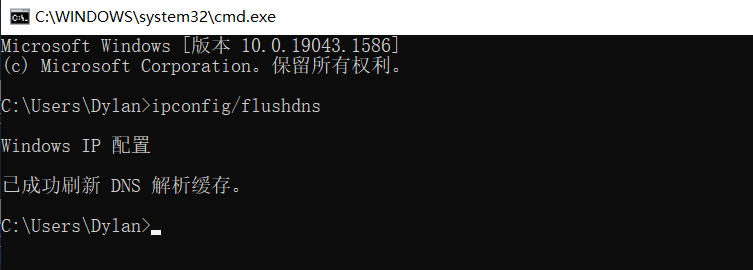 C:\WINDOWS\system32\cmd.exe
Microsoft Windows [版本 10.0.19043.1586]
(c) Microsoft Corporation。保留所有权利。
C:\Users\Dylan>ipconfig/flushdns
Windows IP 配置
已成功刷新 DNS 解析缓存。
C:\Users\Dylan>